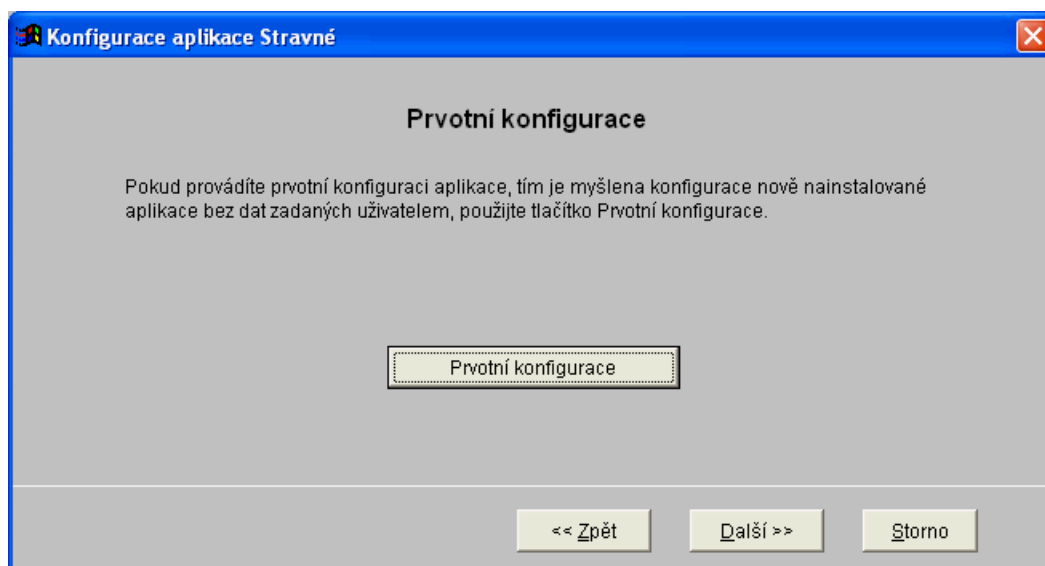 Konfigurace aplikace Stravné
Prvotní konfigurace
Pokud provádíte prvotní konfiguraci aplikace, tím je myšlena konfigurace nově nainstalované
aplikace bez dat zadaných uživatelem, použijte tlačítko Prvotní konfigurace.
Prvotní konfigurace
<< Zpět
Další >>
Storno